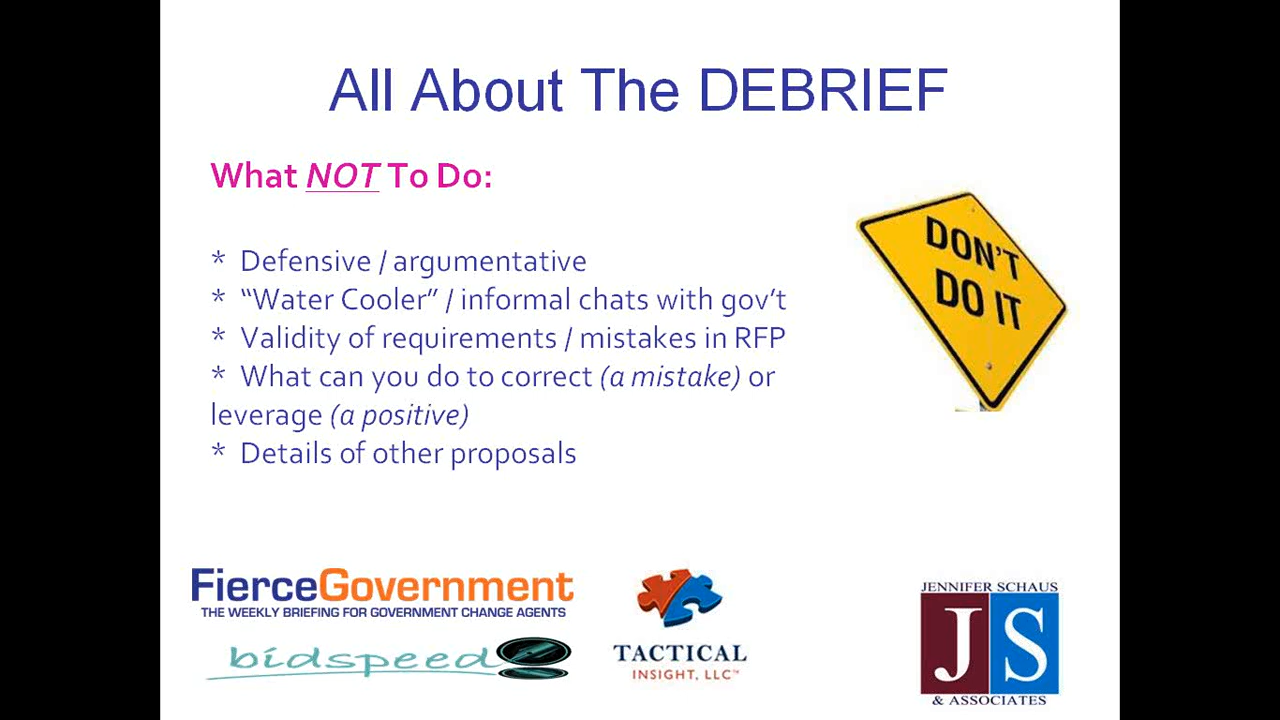 All About The DEBRIEF
What NOT To Do:
* Defensive / argumentative
* “Water Cooler” / informal chats with gov’t
* Validity of requirements / mistakes in RFP
* What can you do to correct (a mistake) or
leverage (a positive)
* Details of other proposals
DON'T
DO IT
FierceGovernment
THE WEEKLY BRIEFING FOR GOVERNMENT CHANGE AGENTS
bidspeed
TACTICAL
INSIGHT, LLC™
JENNIFER SCHAUS
JS
& ASSOCIATES